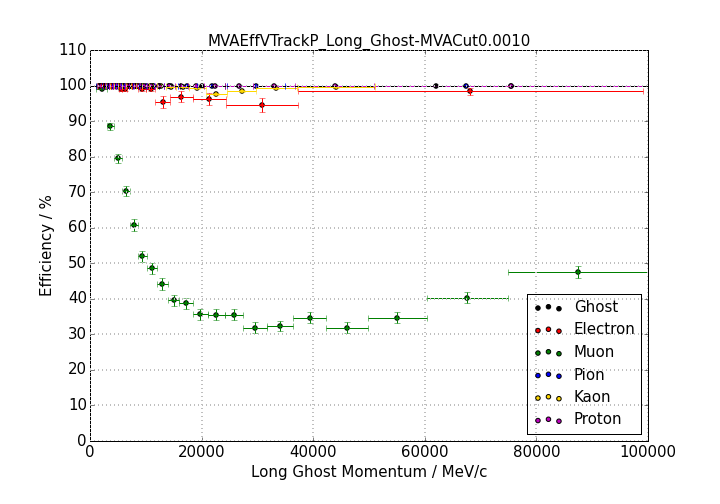 MVAEffVTrackP_Long_Ghost-MVACut0.0010
110
100
90
80
70
60
50
40
30
20
10
0
Efficiency / %
0 20000 40000 60000 80000 100000
Long Ghost Momentum / MeV/c
Ghost
Electron
Muon
Pion
Kaon
Proton